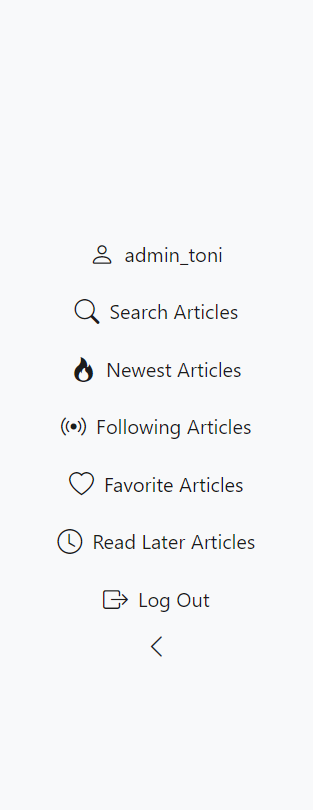 admin_toni
Search Articles
Newest Articles
Following Articles
Favorite Articles
Read Later Articles
Log Out